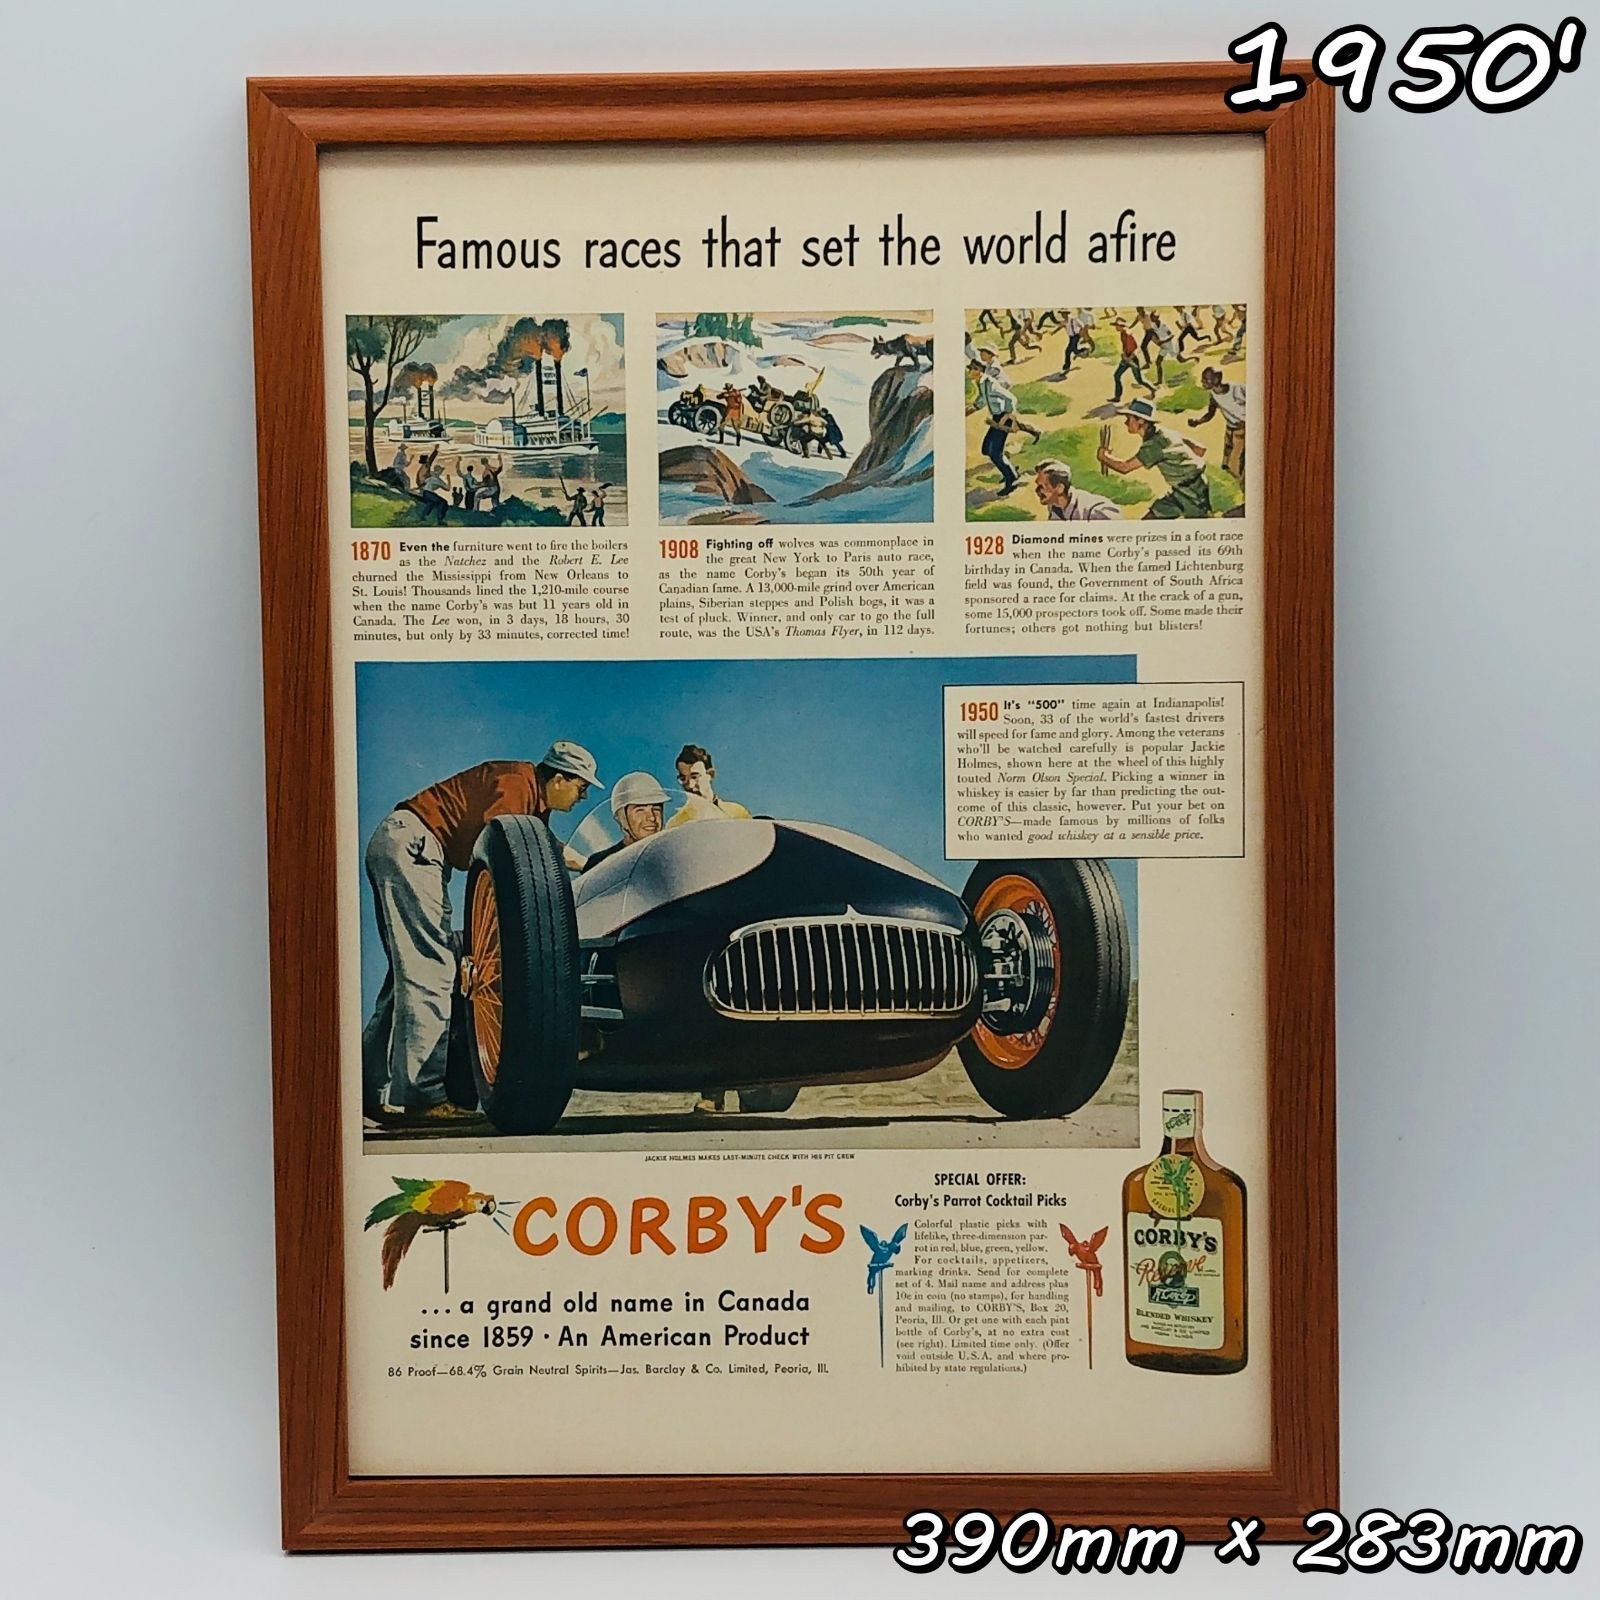 1950'
Famous races that set the world afire
1870 Even the furniture went to fire the boilers
as the Natchez and the Robert E. Lee
churned the Mississippi from New Orleans to
St. Louis! Thousands lined the 1,210-mile course
when the name Corby's was but 11 years old in
Canada. The Lee won, in 3 days, 18 hours, 30
minutes, but only by 33 minutes, corrected time!
1908 Fighting off wolves was commonplace in
the great New York to Paris auto race,
as the name Corby's began its 50th year of
Canadian fame. A 13,000-mile grind over American
plains, Siberian steppes and Polish bogs, it was a
test of pluck. Winner, and only car to go the full
route, was the USA's Thomas Flyer, in 112 days.
1928 Diamond mines were prizes in a foot race
when the name Corby's passed its 69th
birthday in Canada. When the famed Lichtenburg
field was found, the Government of South Africa
sponsored a race for claims. At the crack of a gun,
some 15,000 prospectors took off. Some made their
fortunes; others got nothing but blisters!
1950 It's "500" time again at Indianapolis!
Soon, 33 of the world's fastest drivers
will speed for fame and glory. Among the veterans
who'll be watched carefully is popular Jackie
Holmes, shown here at the wheel of this highly
touted Norm Olson Special. Picking a winner in
whiskey is easier by far than predicting the out-
come of this classic, however. Put your bet on
CORBY'S—made famous by millions of folks
who wanted good whiskey at a sensible price.
JACKIE HOLMES MAKES LAST-MINUTE CHECK WITH HIS PIT CREW
CORBY'S
...a grand old name in Canada
since 1859 · An American Product
86 Proof—68.4% Grain Neutral Spirits—Jas. Barclay & Co. Limited, Peoria, Ill.
SPECIAL OFFER:
Corby's Parrot Cocktail Picks
Colorful plastic picks with
lifelike, three-dimension par-
rot in red, blue, green, yellow.
For cocktails, appetizers,
marking drinks. Send for complete
set of 4. Mail name and address plus
10c in coin (no stamps), for handling
and mailing, to CORBY'S, Box 20,
Peoria, Ill. Or get one with each pint
bottle of Corby's, at no extra cost
(see right). Limited time only. (Offer
void outside U.S.A. and where pro-
hibited by state regulations.)
CORBY'S
Reserve
BLENDED WHISKEY
390mm x 283mm